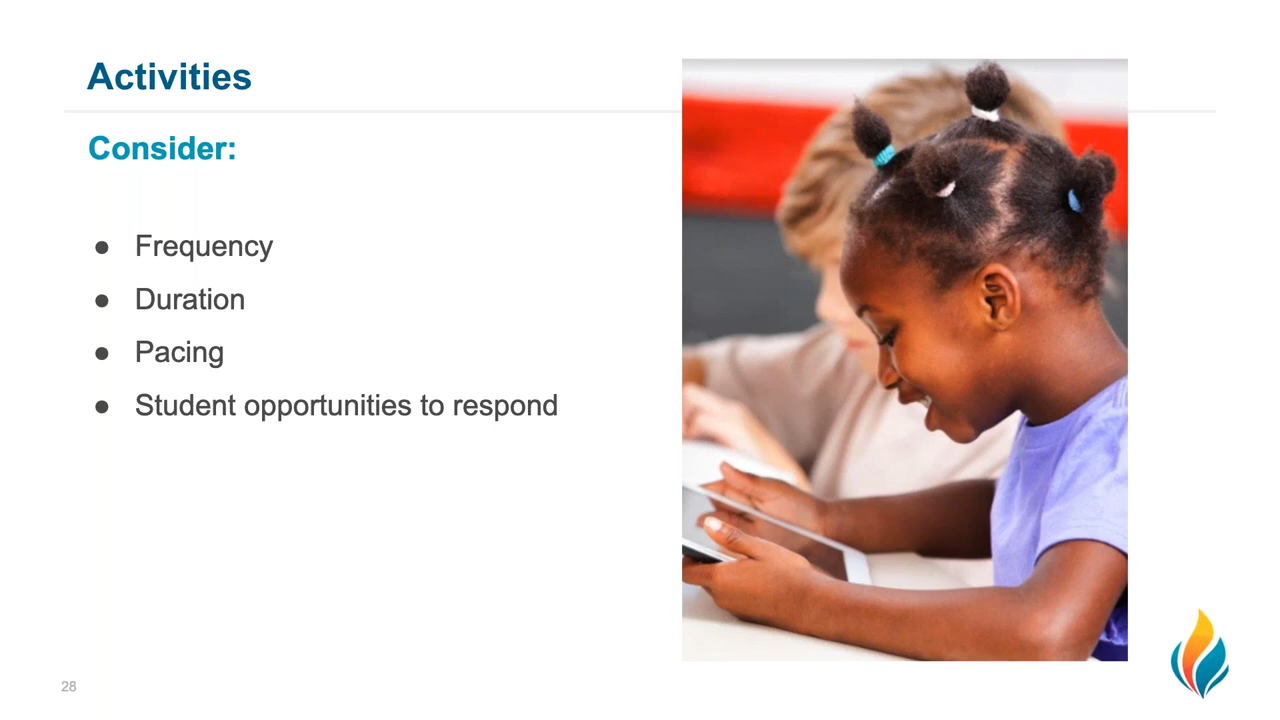 Activities
Consider:
● Frequency
● Duration
● Pacing
● Student opportunities to respond
28